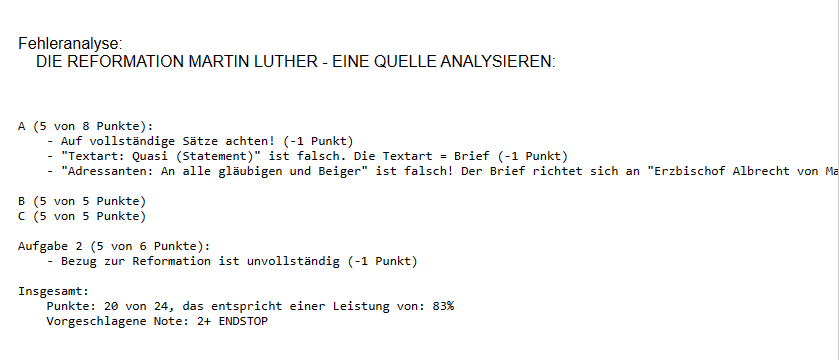 Fehleranalyse:
DIE REFORMATION MARTIN LUTHER - EINE QUELLE ANALYSIEREN:
A (5 von 8 Punkte):
- Auf vollständige Sätze achten! (-1 Punkt)
- "Textart: Quasi (Statement)" ist falsch. Die Textart = Brief (-1 Punkt)
- "Adressanten: An alle gläubigen und Beiger" ist falsch! Der Brief richtet sich an "Erzbischof Albrecht von Ma
B (5 von 5 Punkte)
C (5 von 5 Punkte)
Aufgabe 2 (5 von 6 Punkte):
- Bezug zur Reformation ist unvollständig (-1 Punkt)
Insgesamt:
Punkte: 20 von 24, das entspricht einer Leistung von: 83%
Vorgeschlagene Note: 2+ ENDSTOP